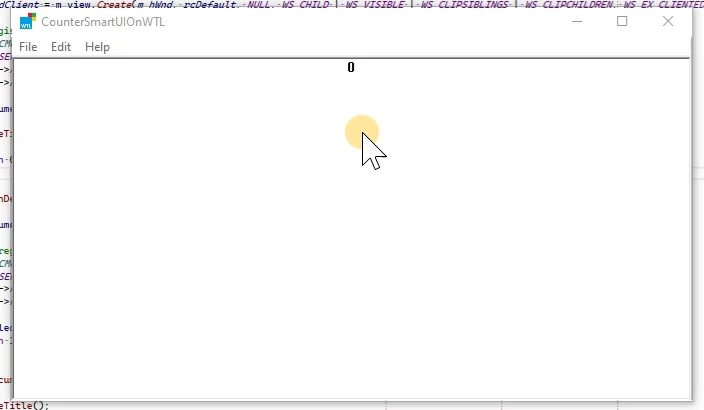 dClient = m_view.Create(m_hWnd, rcDefault, NULL, WS_CHILD | WS_VISIBLE | WS_CLIPSIBLINGS | WS_CLIPCHILDREN, WS_EX_CLIENTED
CounterSmartUIOnWTL
File Edit Help
0
eTitle();